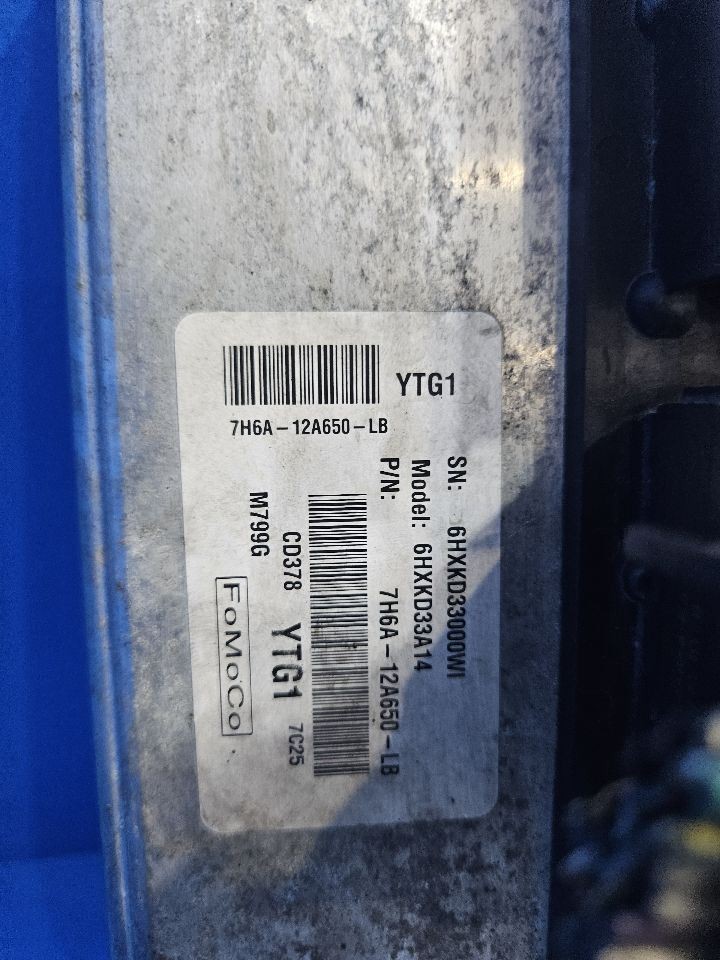 YTG1
7H6A-12A650-LB
SN: 6HXKD33000WI
Model: 6HXKD33A14
P/N: 7H6A-12A650-LB
CD378 YTG1 7C25
M799G
FoMoCo